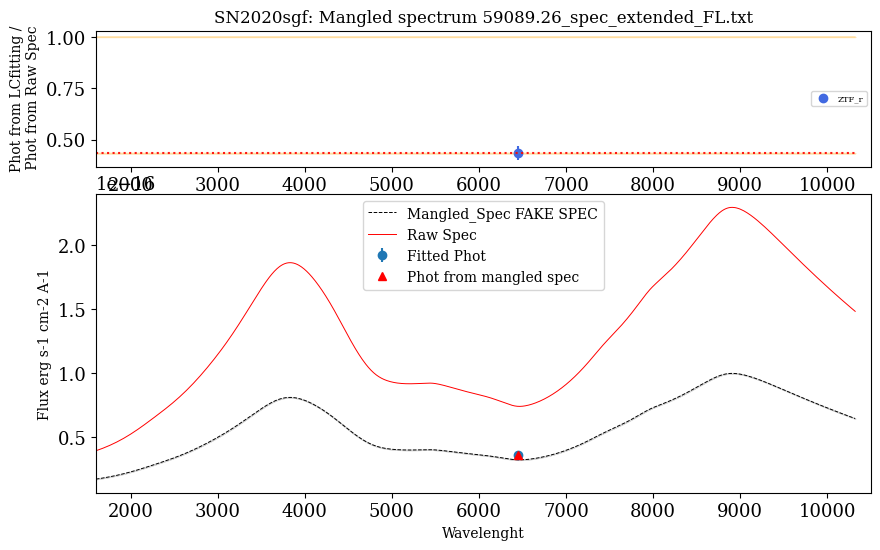 SN2020sgf: Mangled spectrum 59089.26_spec_extended_FL.txt
Phot from LCfitting /
Phot from Raw Spec
1.00
0.75
0.50
ZTF_r
2000 3000 4000 5000 6000 7000 8000 9000 10000
1e−16
Mangled_Spec FAKE SPEC
Raw Spec
Fitted Phot
Phot from mangled spec
Flux erg s-1 cm-2 A-1
2.0
1.5
1.0
0.5
2000 3000 4000 5000 6000 7000 8000 9000 10000
Wavelenght